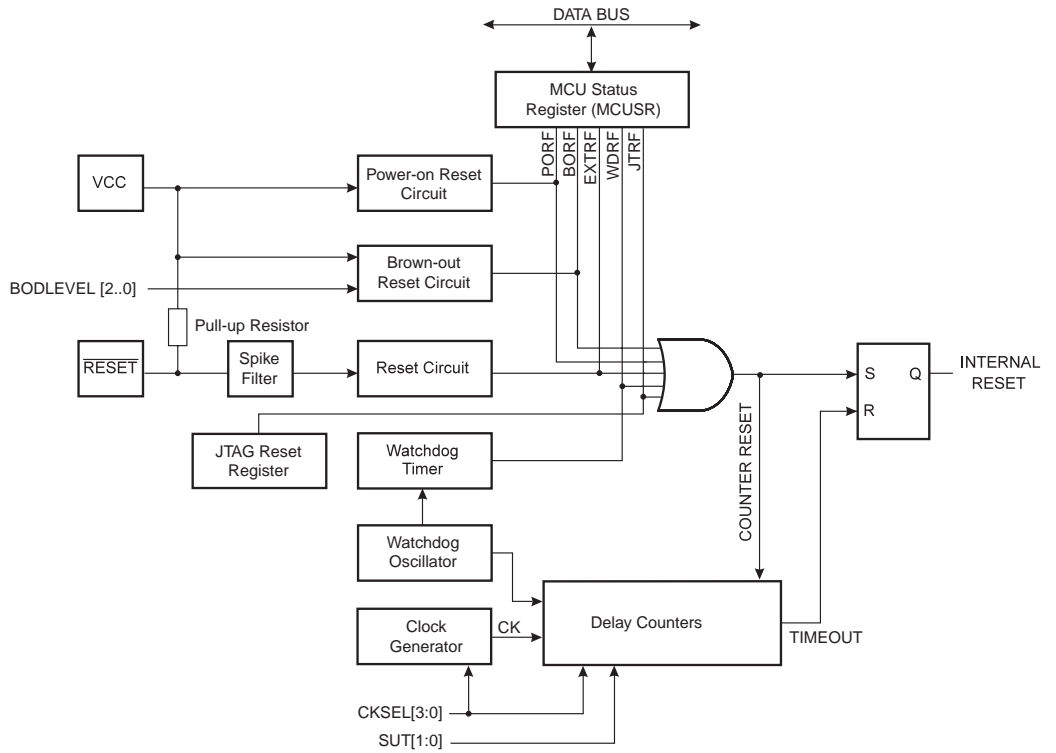 DATA BUS
MCU Status
Register (MCUSR)
PORF
BORF
EXTRF
WDRF
JTRF
VCC
Power-on Reset
Circuit
Brown-out
Reset Circuit
BODLEVEL [2..0]
Pull-up Resistor
RESET
Spike
Filter
Reset Circuit
S
Q
R
INTERNAL
RESET
JTAG Reset
Register
Watchdog
Timer
COUNTER RESET
Watchdog
Oscillator
Clock
Generator
CK
Delay Counters
TIMEOUT
CKSEL[3:0]
SUT[1:0]